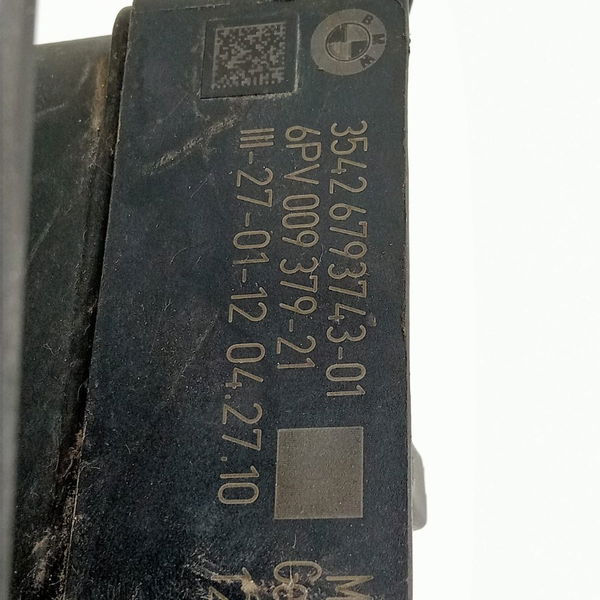 BMW
3542 6793743-01
6PV 009 379-21
III-27-01-12 04.27.10